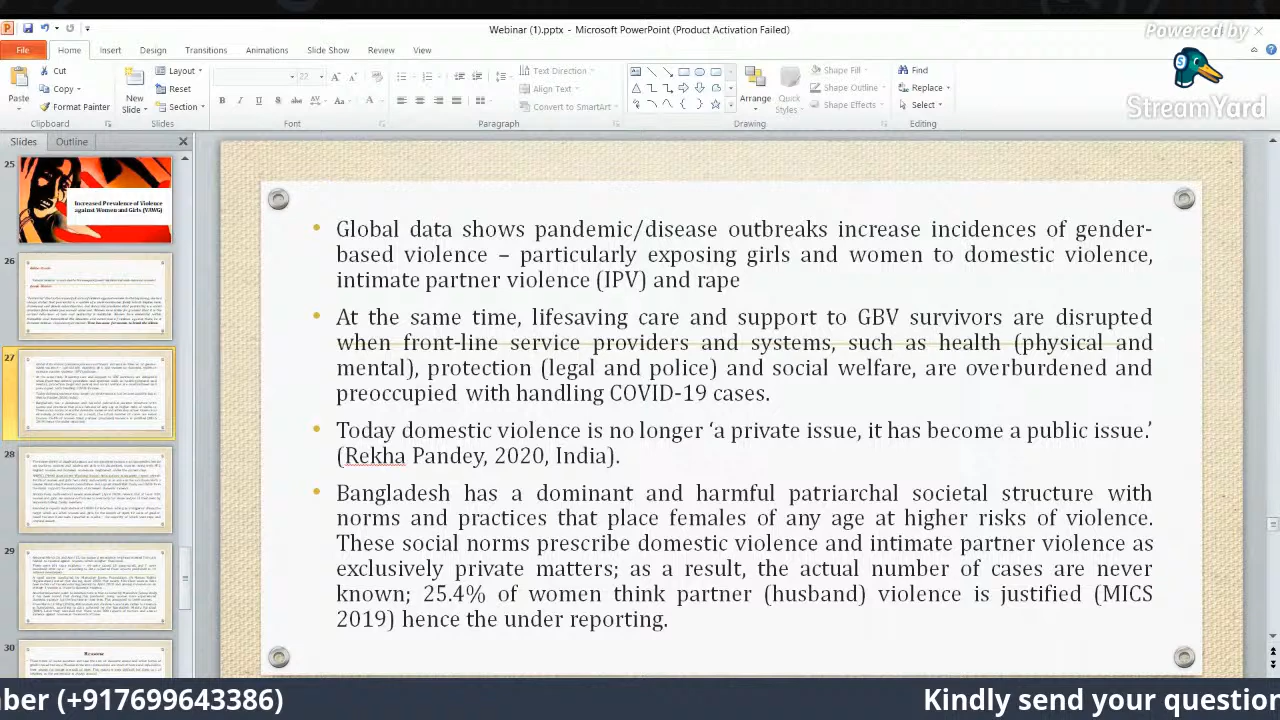 Webinar (1).pptx - Microsoft PowerPoint (Product Activation Failed)
Powered by
File Home Insert Design Transitions Animations Slide Show Review View
StreamYard
Paste
Cut
Copy
Format Painter
Clipboard
New Slide
Layout
Reset
Section
Slides
22
Font
Text Direction
Align Text
Convert to SmartArt
Paragraph
Arrange
Quick Styles
Shape Fill
Shape Outline
Shape Effects
Drawing
Find
Replace
Select
Editing
Slides Outline
25
Increased Prevalence of Violence
against Women and Girls (VAWG)
26
27
28
29
30
• Global data shows pandemic/disease outbreaks increase incidences of gender-
based violence – particularly exposing girls and women to domestic violence,
intimate partner violence (IPV) and rape
• At the same time, lifesaving care and support to GBV survivors are disrupted
when front-line service providers and systems, such as health (physical and
mental), protection (legal and police) and social welfare, are overburdened and
preoccupied with handling COVID-19 cases.
• Today domestic violence is no longer ‘a private issue, it has become a public issue.’
(Rekha Pandey, 2020, India).
• Bangladesh has a dominant and harmful patriarchal societal structure with
norms and practices that place females of any age at higher risks of violence.
These social norms prescribe domestic violence and intimate partner violence as
exclusively private matters; as a result, the actual number of cases are never
known; 25.4% of women think partner (husband) violence is justified (MICS
2019) hence the under reporting.
ber (+917699643386)
Kindly send your question